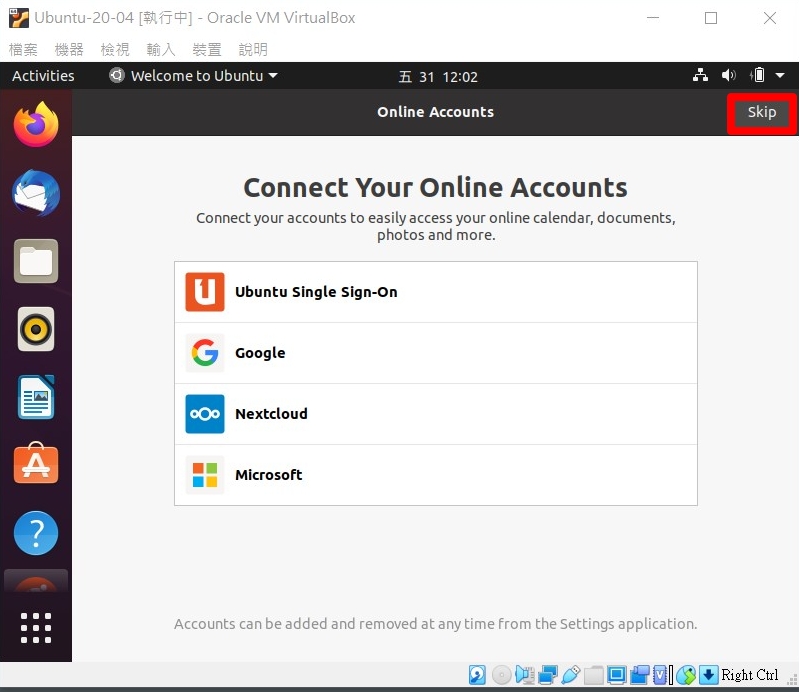 Ubuntu-20-04 [執行中] - Oracle VM VirtualBox
檔案 機器 檢視 輸入 裝置 說明
Activities Welcome to Ubuntu 五 31 12:02
Online Accounts Skip
Connect Your Online Accounts
Connect your accounts to easily access your online calendar, documents,
photos and more.
Ubuntu Single Sign-On
Google
Nextcloud
Microsoft
Accounts can be added and removed at any time from the Settings application.
Right Ctrl